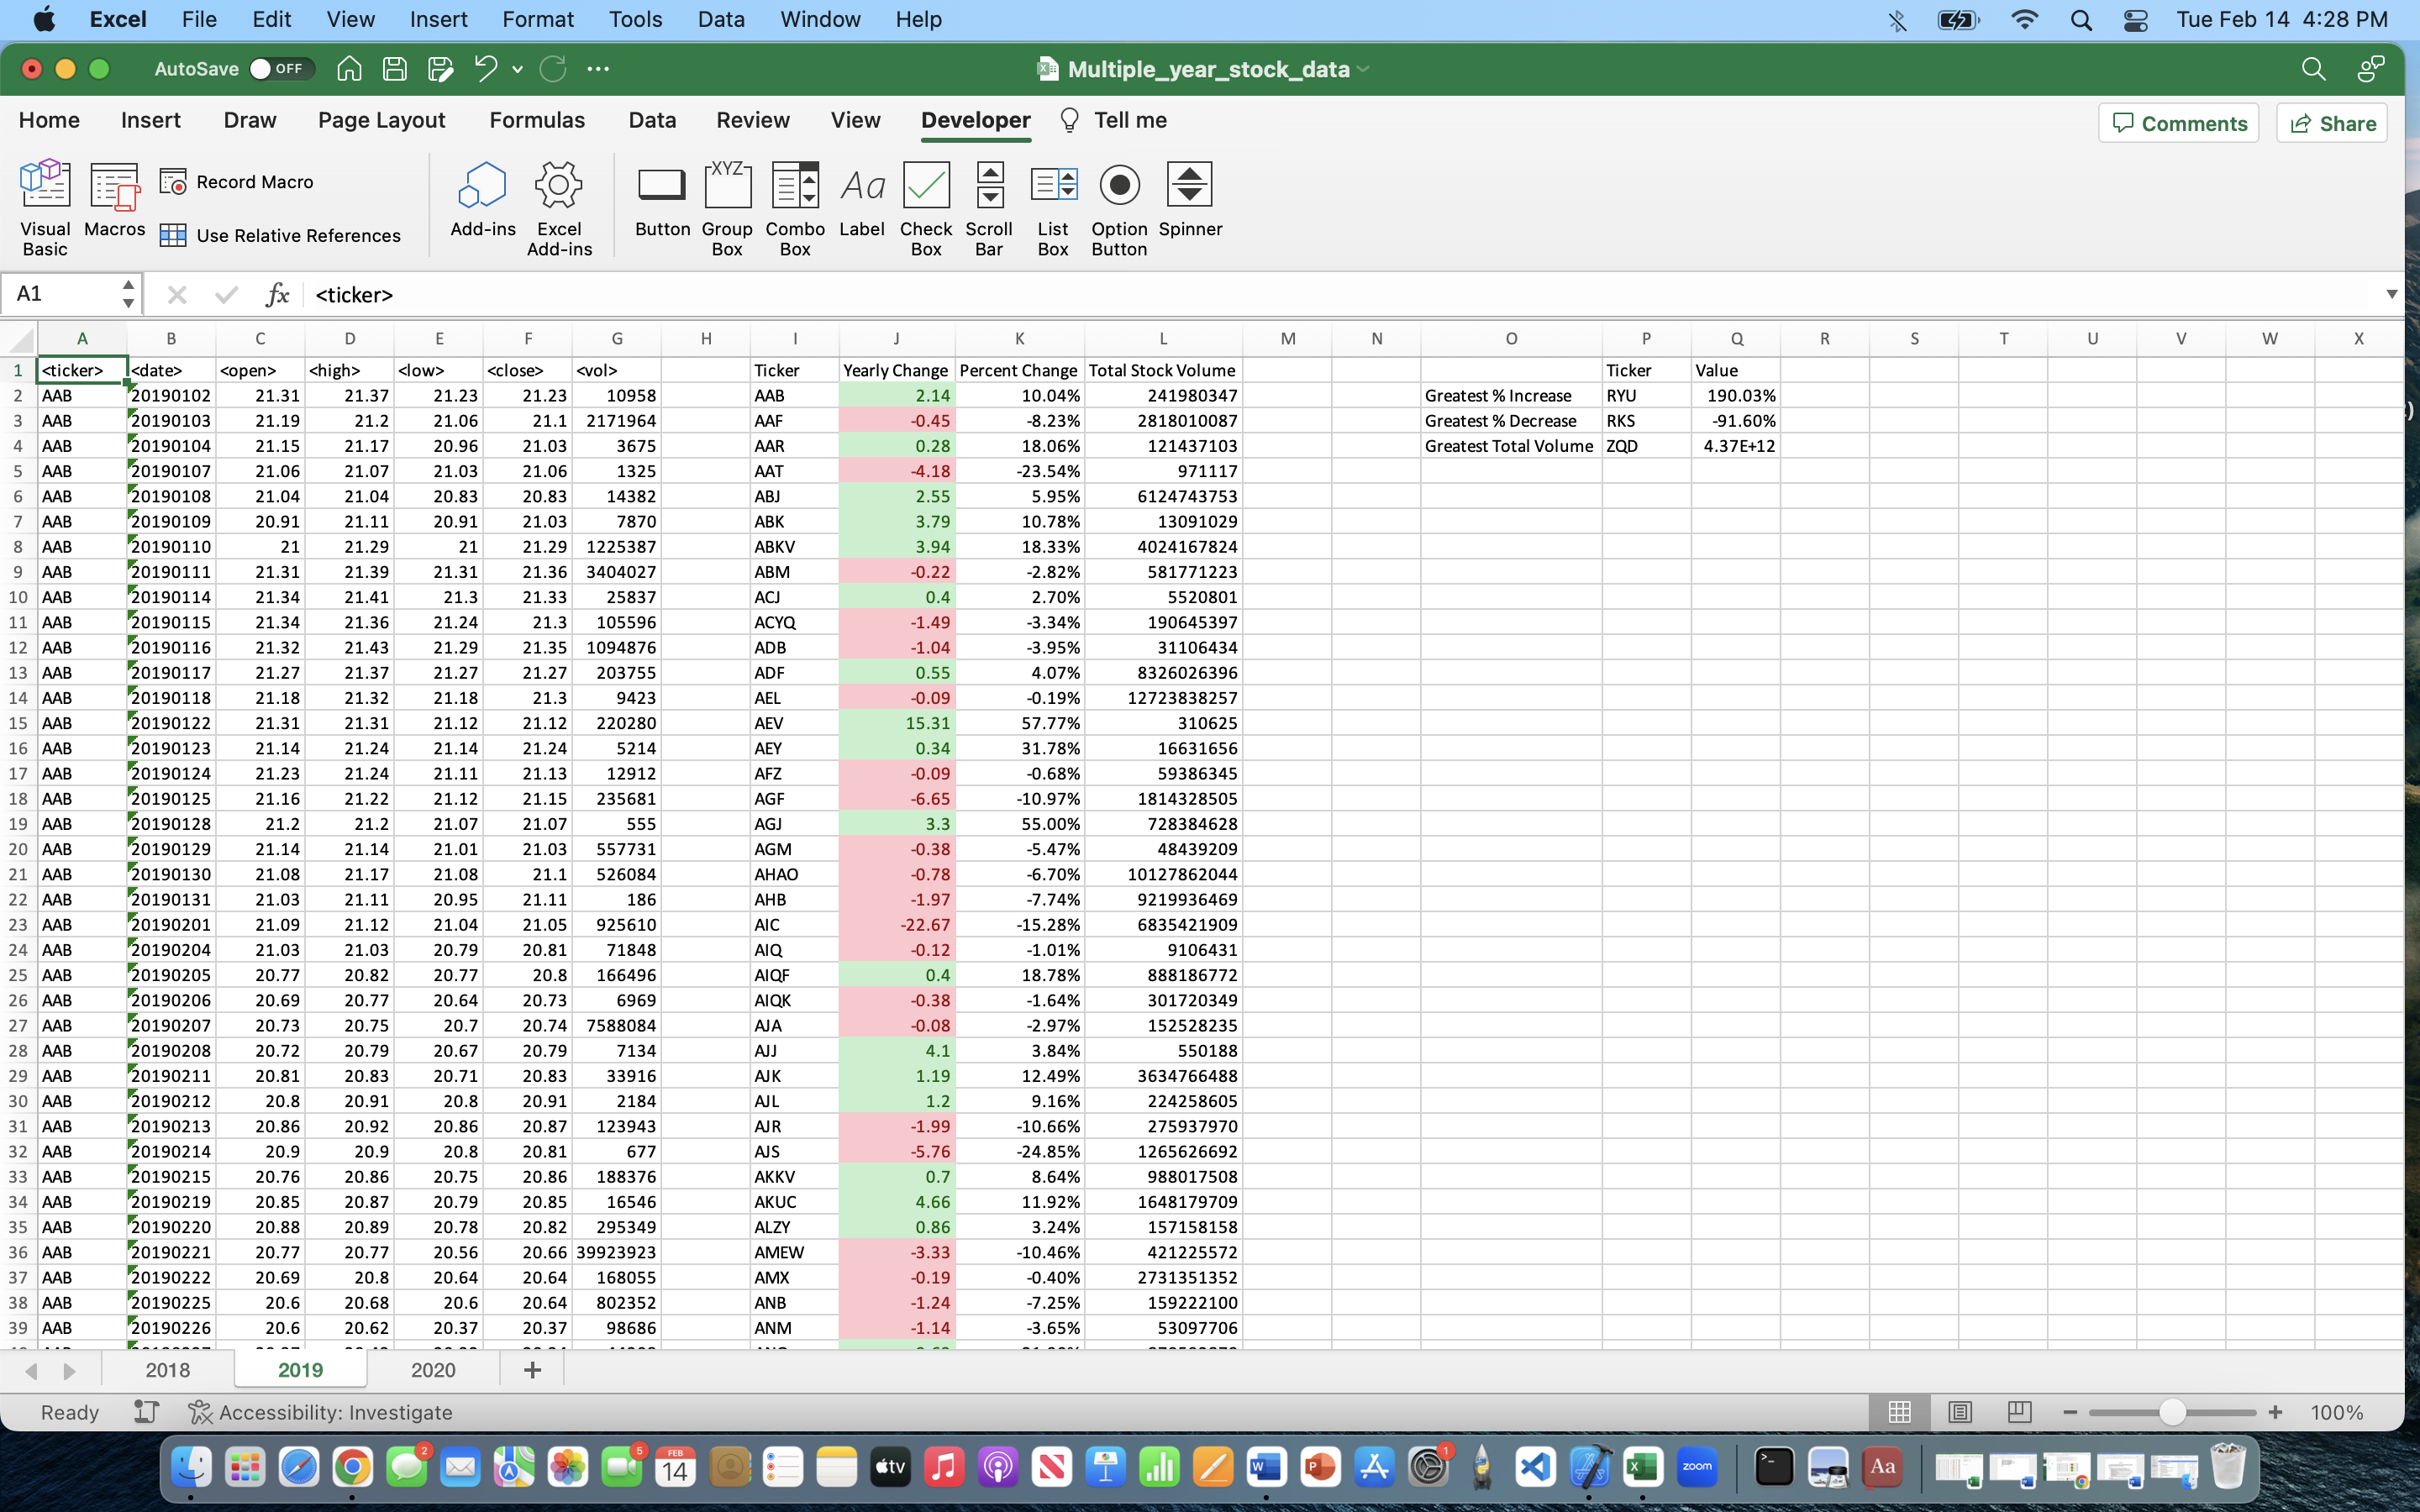 Excel File Edit View Insert Format Tools Data Window Help Tue Feb 14 4:28 PM
AutoSave OFF Multiple_year_stock_data
Home Insert Draw Page Layout Formulas Data Review View Developer Tell me Comments Share
Visual Basic Macros Record Macro Use Relative References Add-ins Excel Add-ins Button Group Box Combo Box Label Check Box Scroll Bar List Box Option Button Spinner
A1 fx <ticker>
A B C D E F G H I J K L M N O P Q R S T U V W X
1 <ticker> <date> <open> <high> <low> <close> <vol> Ticker Yearly Change Percent Change Total Stock Volume Ticker Value
2 AAB 20190102 21.31 21.37 21.23 21.23 10958 AAB 2.14 10.04% 241980347 Greatest % Increase RYU 190.03%
3 AAB 20190103 21.19 21.2 21.06 21.1 2171964 AAF -0.45 -8.23% 2818010087 Greatest % Decrease RKS -91.60%
4 AAB 20190104 21.15 21.17 20.96 21.03 3675 AAR 0.28 18.06% 121437103 Greatest Total Volume ZQD 4.37E+12
5 AAB 20190107 21.06 21.07 21.03 21.06 1325 AAT -4.18 -23.54% 971117
6 AAB 20190108 21.04 21.04 20.83 20.83 14382 ABJ 2.55 5.95% 6124743753
7 AAB 20190109 20.91 21.11 20.91 21.03 7870 ABK 3.79 10.78% 13091029
8 AAB 20190110 21 21.29 21 21.29 1225387 ABKV 3.94 18.33% 4024167824
9 AAB 20190111 21.31 21.39 21.31 21.36 3404027 ABM -0.22 -2.82% 581771223
10 AAB 20190114 21.34 21.41 21.3 21.33 25837 ACJ 0.4 2.70% 5520801
11 AAB 20190115 21.34 21.36 21.24 21.3 105596 ACYQ -1.49 -3.34% 190645397
12 AAB 20190116 21.32 21.43 21.29 21.35 1094876 ADB -1.04 -3.95% 31106434
13 AAB 20190117 21.27 21.37 21.27 21.27 203755 ADF 0.55 4.07% 8326026396
14 AAB 20190118 21.18 21.32 21.18 21.3 9423 AEL -0.09 -0.19% 12723838257
15 AAB 20190122 21.31 21.31 21.12 21.12 220280 AEV 15.31 57.77% 310625
16 AAB 20190123 21.14 21.24 21.14 21.24 5214 AEY 0.34 31.78% 16631656
17 AAB 20190124 21.23 21.24 21.11 21.13 12912 AFZ -0.09 -0.68% 59386345
18 AAB 20190125 21.16 21.22 21.12 21.15 235681 AGF -6.65 -10.97% 1814328505
19 AAB 20190128 21.2 21.2 21.07 21.07 555 AGJ 3.3 55.00% 728384628
20 AAB 20190129 21.14 21.14 21.01 21.03 557731 AGM -0.38 -5.47% 48439209
21 AAB 20190130 21.08 21.17 21.08 21.1 526084 AHAO -0.78 -6.70% 10127862044
22 AAB 20190131 21.03 21.11 20.95 21.11 186 AHB -1.97 -7.74% 9219936469
23 AAB 20190201 21.09 21.12 21.04 21.05 925610 AIC -22.67 -15.28% 6835421909
24 AAB 20190204 21.03 21.03 20.79 20.81 71848 AIQ -0.12 -1.01% 9106431
25 AAB 20190205 20.77 20.82 20.77 20.8 166496 AIQF 0.4 18.78% 888186772
26 AAB 20190206 20.69 20.77 20.64 20.73 6969 AIQK -0.38 -1.64% 301720349
27 AAB 20190207 20.73 20.75 20.7 20.74 7588084 AJA -0.08 -2.97% 152528235
28 AAB 20190208 20.72 20.79 20.67 20.79 7134 AJJ 4.1 3.84% 550188
29 AAB 20190211 20.81 20.83 20.71 20.83 33916 AJK 1.19 12.49% 3634766488
30 AAB 20190212 20.8 20.91 20.8 20.91 2184 AJL 1.2 9.16% 224258605
31 AAB 20190213 20.86 20.92 20.86 20.87 123943 AJR -1.99 -10.66% 275937970
32 AAB 20190214 20.9 20.9 20.8 20.81 677 AJS -5.76 -24.85% 1265626692
33 AAB 20190215 20.76 20.86 20.75 20.86 188376 AKKV 0.7 8.64% 988017508
34 AAB 20190219 20.85 20.87 20.79 20.85 16546 AKUC 4.66 11.92% 1648179709
35 AAB 20190220 20.88 20.89 20.78 20.82 295349 ALZY 0.86 3.24% 157158158
36 AAB 20190221 20.77 20.77 20.56 20.66 39923923 AMEW -3.33 -10.46% 421225572
37 AAB 20190222 20.69 20.8 20.64 20.64 168055 AMX -0.19 -0.40% 2731351352
38 AAB 20190225 20.6 20.68 20.6 20.64 802352 ANB -1.24 -7.25% 159222100
39 AAB 20190226 20.6 20.62 20.37 20.37 98686 ANM -1.14 -3.65% 53097706
2018 2019 2020 +
Ready Accessibility: Investigate 100%
2 5 FEB 14 tv 1 zoom Aa